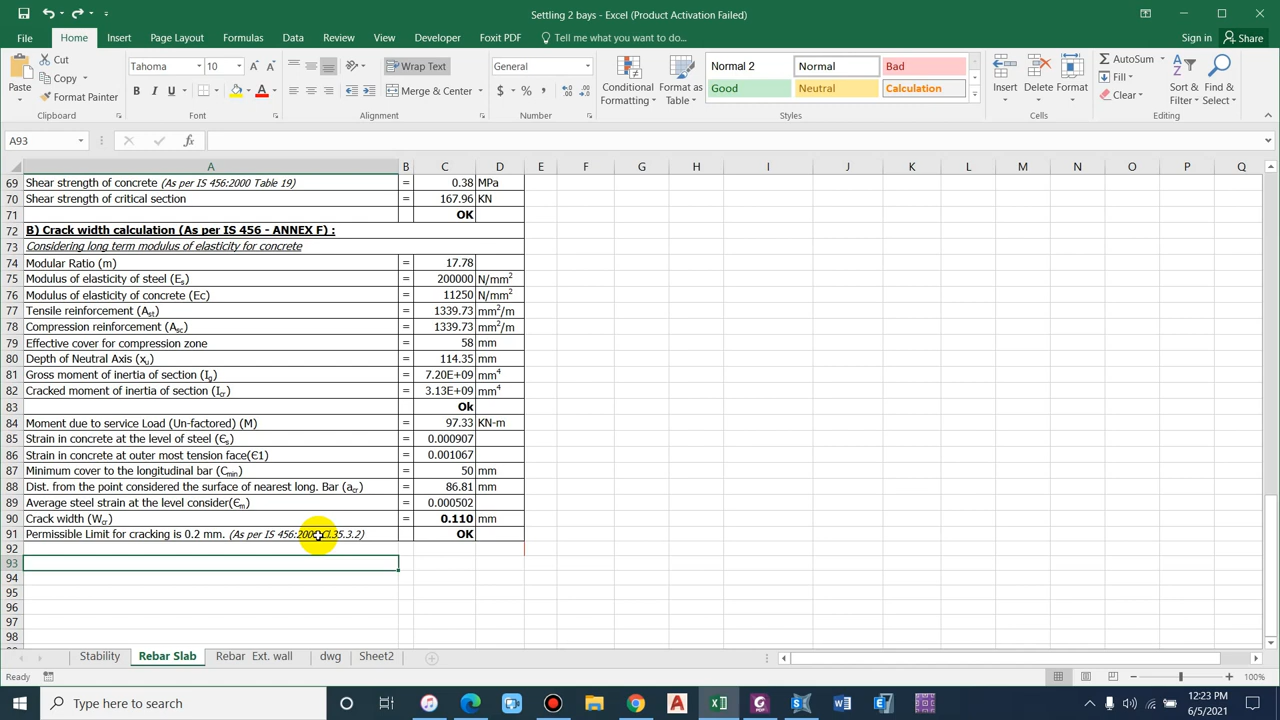 Settling 2 bays - Excel (Product Activation Failed)
File Home Insert Page Layout Formulas Data Review View Developer Foxit PDF Tell me what you want to do... Sign in Share
Cut
Copy
Format Painter
Paste
Clipboard
Tahoma 10
B I U
Font
Wrap Text
Merge & Center
Alignment
General
$ % ,
Number
Conditional Formatting
Format as Table
Normal 2 Normal Bad
Good Neutral Calculation
Styles
Insert Delete Format
Cells
AutoSum
Fill
Clear
Sort & Filter
Find & Select
Editing
A93
fx
A B C D E F G H I J K L M N O P Q
69 Shear strength of concrete (As per IS 456:2000 Table 19) = 0.38 MPa
70 Shear strength of critical section = 167.96 KN
71 OK
72 B) Crack width calculation (As per IS 456 - ANNEX F) :
73 Considering long term modulus of elasticity for concrete
74 Modular Ratio (m) = 17.78
75 Modulus of elasticity of steel (Es) = 200000 N/mm2
76 Modulus of elasticity of concrete (Ec) = 11250 N/mm2
77 Tensile reinforcement (Ast) = 1339.73 mm2/m
78 Compression reinforcement (Asc) = 1339.73 mm2/m
79 Effective cover for compression zone = 58 mm
80 Depth of Neutral Axis (xu) = 114.35 mm
81 Gross moment of inertia of section (Ig) = 7.20E+09 mm4
82 Cracked moment of inertia of section (Icr) = 3.13E+09 mm4
83 Ok
84 Moment due to service Load (Un-factored) (M) = 97.33 KN-m
85 Strain in concrete at the level of steel (Єs) = 0.000907
86 Strain in concrete at outer most tension face(Є1) = 0.001067
87 Minimum cover to the longitudinal bar (Cmin) = 50 mm
88 Dist. from the point considered the surface of nearest long. Bar (acr) = 86.81 mm
89 Average steel strain at the level consider(Єm) = 0.000502
90 Crack width (Wcr) = 0.110 mm
91 Permissible Limit for cracking is 0.2 mm. (As per IS 456:2000 Cl.35.3.2) OK
92
93
94
95
96
97
98
Stability Rebar Slab Rebar Ext. wall dwg Sheet2
Ready 100%
Type here to search
12:23 PM
6/5/2021